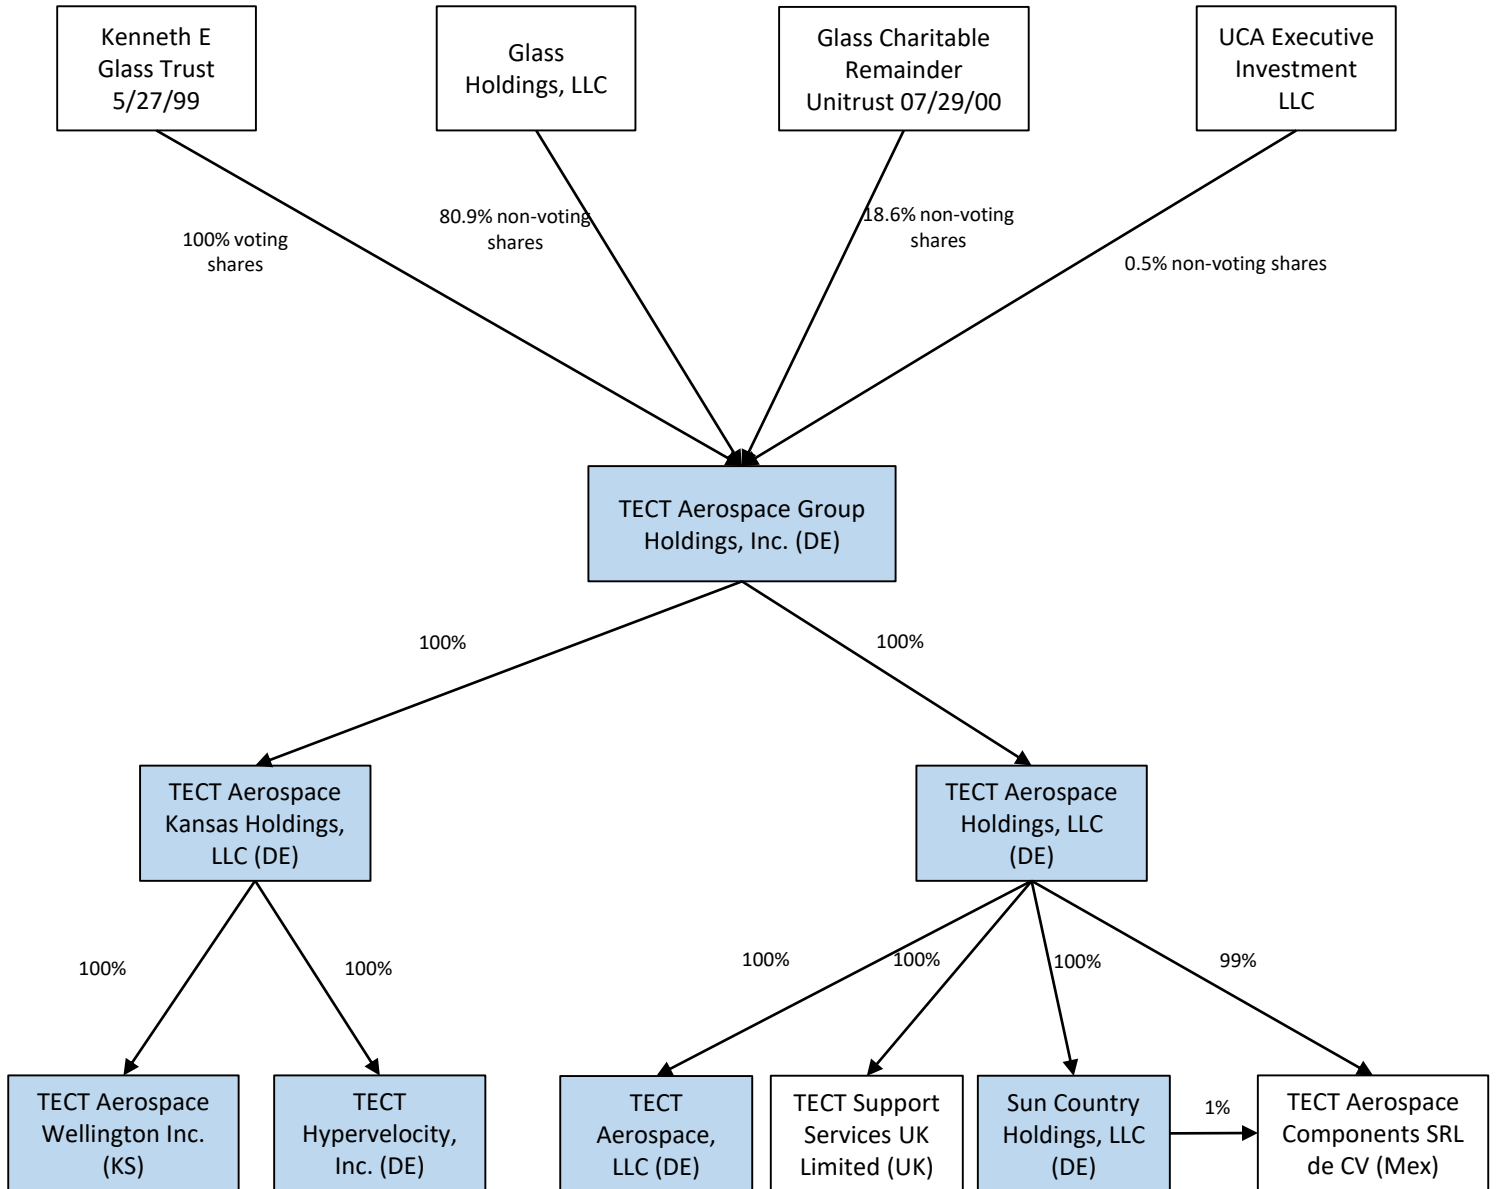 Kenneth E
Glass Trust
5/27/99
Glass
Holdings, LLC
Glass Charitable
Remainder
Unitrust 07/29/00
UCA Executive
Investment
LLC
100% voting
shares
80.9% non-voting
shares
18.6% non-voting
shares
0.5% non-voting shares
TECT Aerospace Group
Holdings, Inc. (DE)
100%
100%
TECT Aerospace
Kansas Holdings,
LLC (DE)
TECT Aerospace
Holdings, LLC
(DE)
100%
100%
100%
100%
100%
99%
TECT Aerospace
Wellington Inc.
(KS)
TECT
Hypervelocity,
Inc. (DE)
TECT
Aerospace,
LLC (DE)
TECT Support
Services UK
Limited (UK)
Sun Country
Holdings, LLC
(DE)
1%
TECT Aerospace
Components SRL
de CV (Mex)